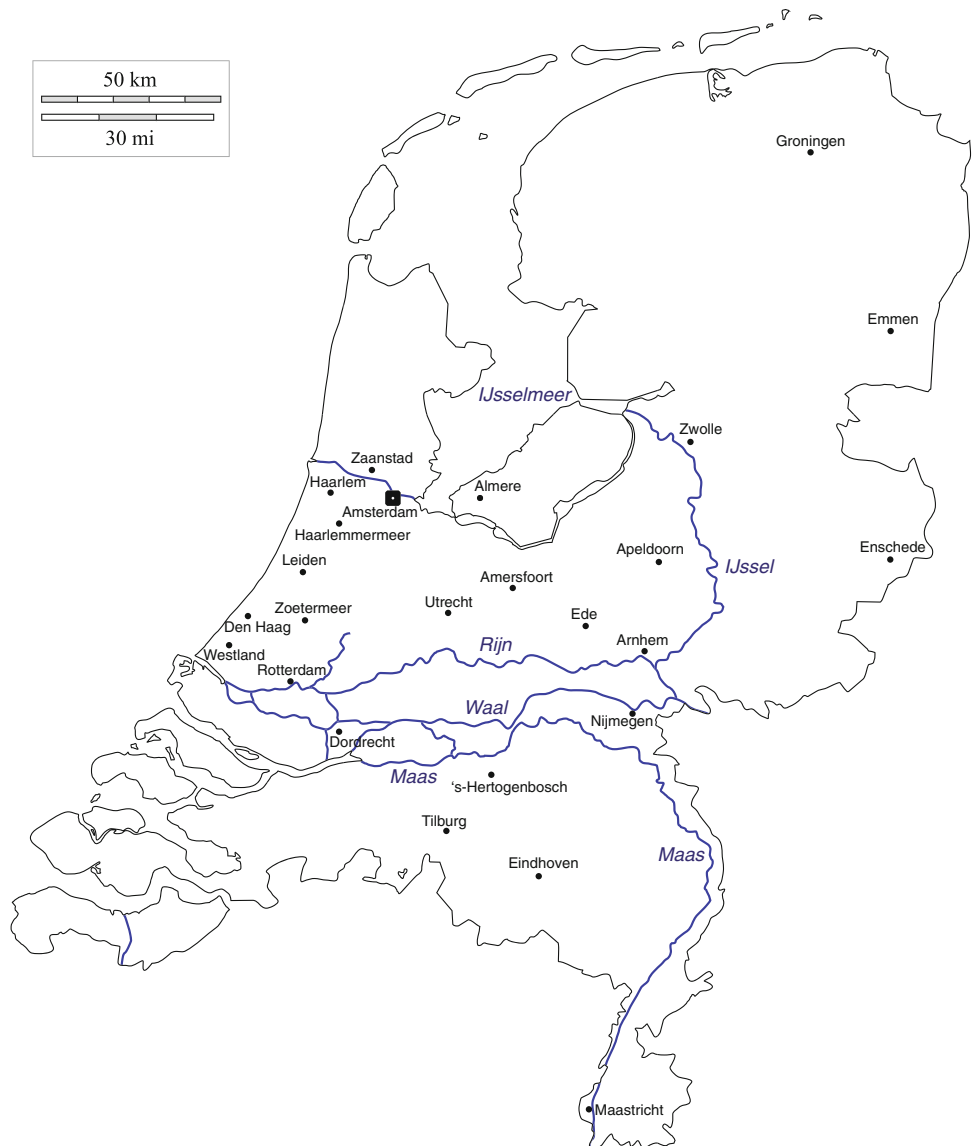 50 km
30 mi
Groningen
Emmen
IJsselmeer
Zwolle
Zaanstad
Haarlem
Almere
Amsterdam
Haarlemmermeer
Apeldoorn
Enschede
Leiden
IJssel
Amersfoort
Zoetermeer
Utrecht
Ede
Den Haag
Arnhem
Rijn
Westland
Rotterdam
Waal
Nijmegen
Dordrecht
Maas
‘s-Hertogenbosch
Tilburg
Maas
Eindhoven
Maastricht